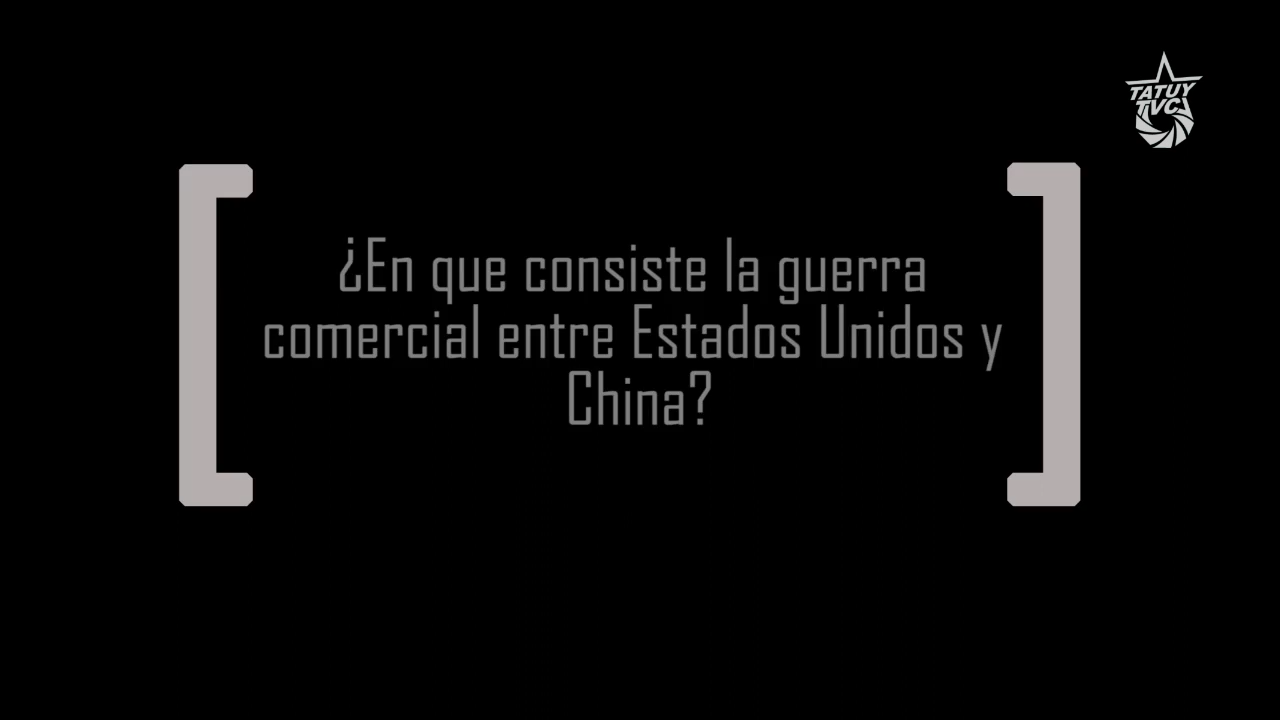 TATUY
TVC
¿En que consiste la guerra
comercial entre Estados Unidos y
China?